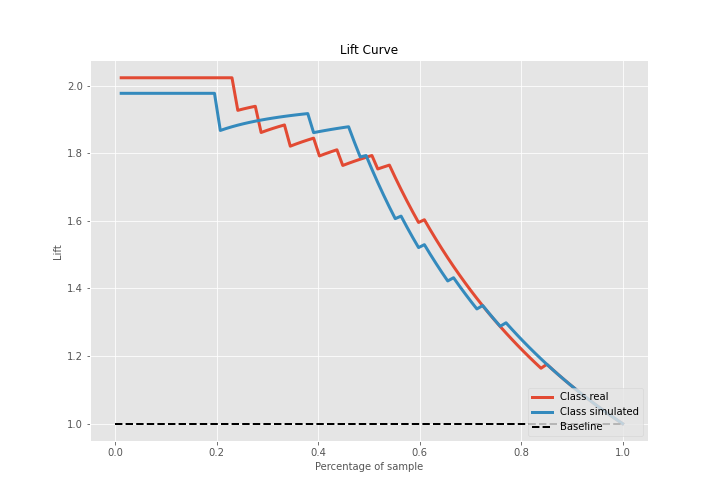 Lift Curve
Lift
2.0
1.8
1.6
1.4
1.2
1.0
0.0 0.2 0.4 0.6 0.8 1.0
Percentage of sample
Class real
Class simulated
Baseline